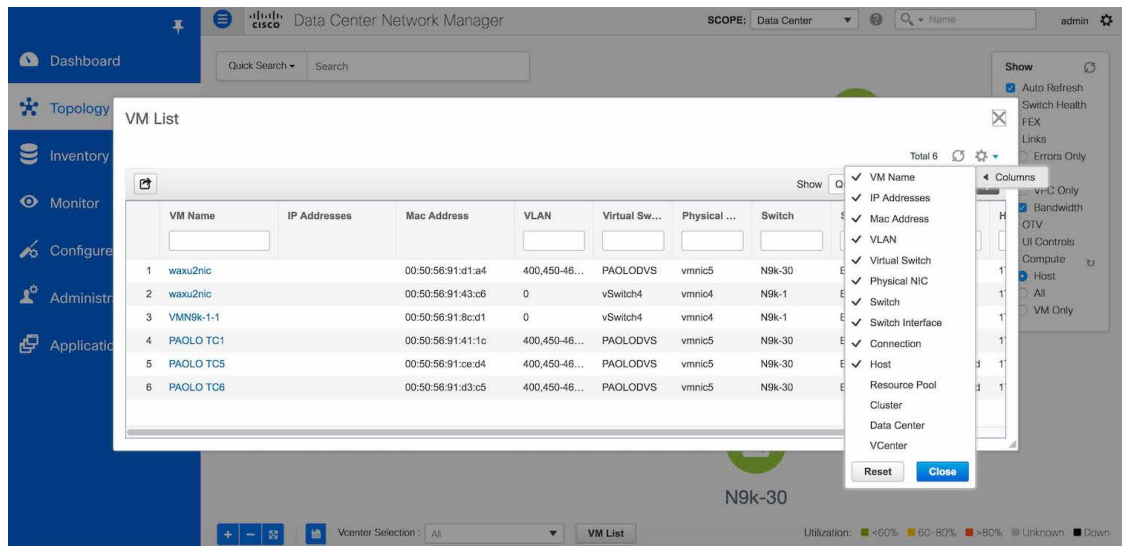 cisco Data Center Network Manager
SCOPE: Data Center
Name
admin
Dashboard
Topology
Inventory
Monitor
Configure
Quick Search
Search
Show
Auto Refresh
Switch Health
FEX
Links
Errors Only
VPC Only
Bandwidth
OTV
UI Controls
Compute
Host
All
VM Only
VM List
Total 6
Show
VM Name IP Addresses Mac Address VLAN Virtual Sw... Physical ... Switch
1 waxu2nic 00:50:56:91:d1:a4 400,450-46... PAOLODVS vmnic5 N9k-30
2 waxu2nic 00:50:56:91:43:c6 0 vSwitch4 vmnic4 N9k-1
3 VMN9k-1-1 00:50:56:91:8c:d1 0 vSwitch4 vmnic4 N9k-1
4 PAOLO TC1 00:50:56:91:41:1c 400,450-46... PAOLODVS vmnic5 N9k-30
5 PAOLO TC5 00:50:56:91:ce:d4 400,450-46... PAOLODVS vmnic5 N9k-30
6 PAOLO TC6 00:50:56:91:d3:c5 400,450-46... PAOLODVS vmnic5 N9k-30
Columns
VM Name
IP Addresses
Mac Address
VLAN
Virtual Switch
Physical NIC
Switch
Switch Interface
Connection
Host
Resource Pool
Cluster
Data Center
VCenter
Reset Close
N9k-30
Vcenter Selection : All
VM List
Utilization: <60% 60-80% >80% Unknown Down